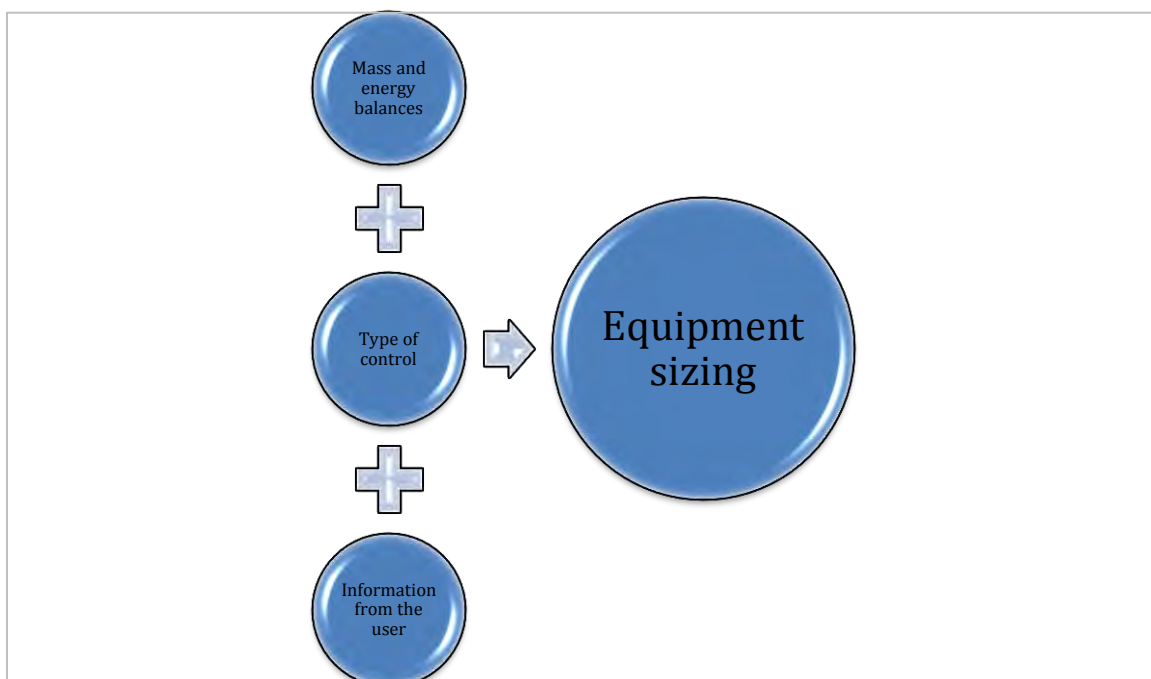 Mass and
energy
balances
Type of
control
Equipment
sizing
Information
from the
user